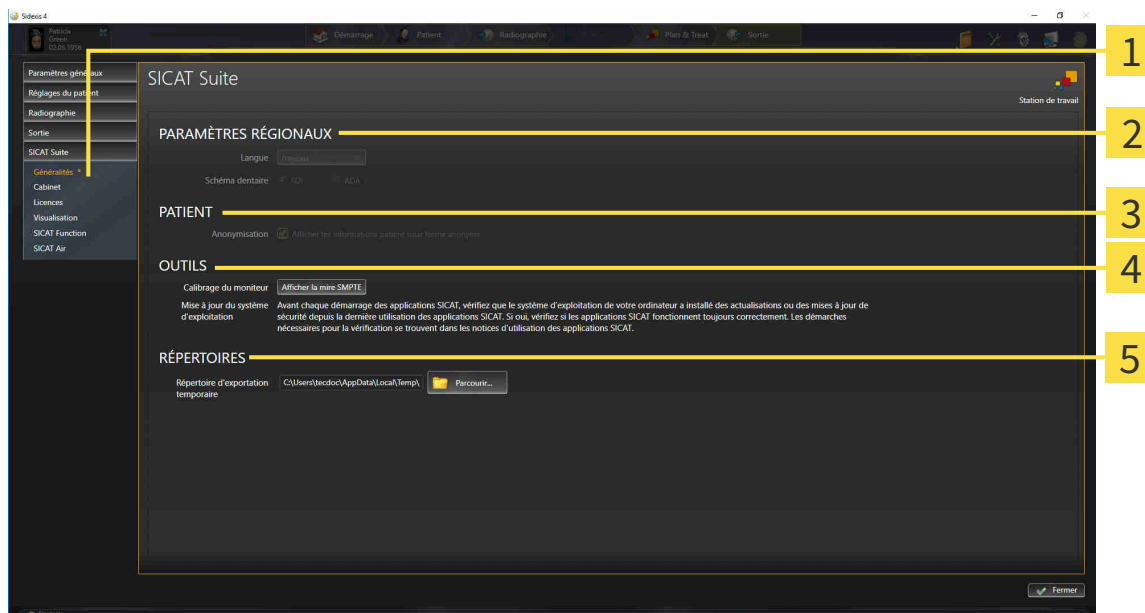 Sidexis 4
Patricia
Green
03.05.1956
Démarrage
Patient
Radiographie
Plan & Treat
Sortie
1
Paramètres généraux
Réglages du patient
Radiographie
Sortie
SICAT Suite
Généralités *
Cabinet
Licences
Visualisation
SICAT Function
SICAT Air
SICAT Suite
Station de travail
PARAMÈTRES RÉGIONAUX
2
Langue
Français
Schéma dentaire
FDI
ADA
PATIENT
3
Anonymisation
Afficher les informations patient sous forme anonyme
OUTILS
4
Calibrage du moniteur
Afficher la mire SMPTE
Mise à jour du système
d'exploitation
Avant chaque démarrage des applications SICAT, vérifiez que le système d'exploitation de votre ordinateur a installé des actualisations ou des mises à jour de
sécurité depuis la dernière utilisation des applications SICAT. Si oui, vérifiez si les applications SICAT fonctionnent toujours correctement. Les démarches
nécessaires pour la vérification se trouvent dans les notices d'utilisation des applications SICAT.
RÉPERTOIRES
5
Répertoire d'exportation
temporaire
C:\Users\tecdoc\AppData\Local\Temp\
Parcourir...
Fermer